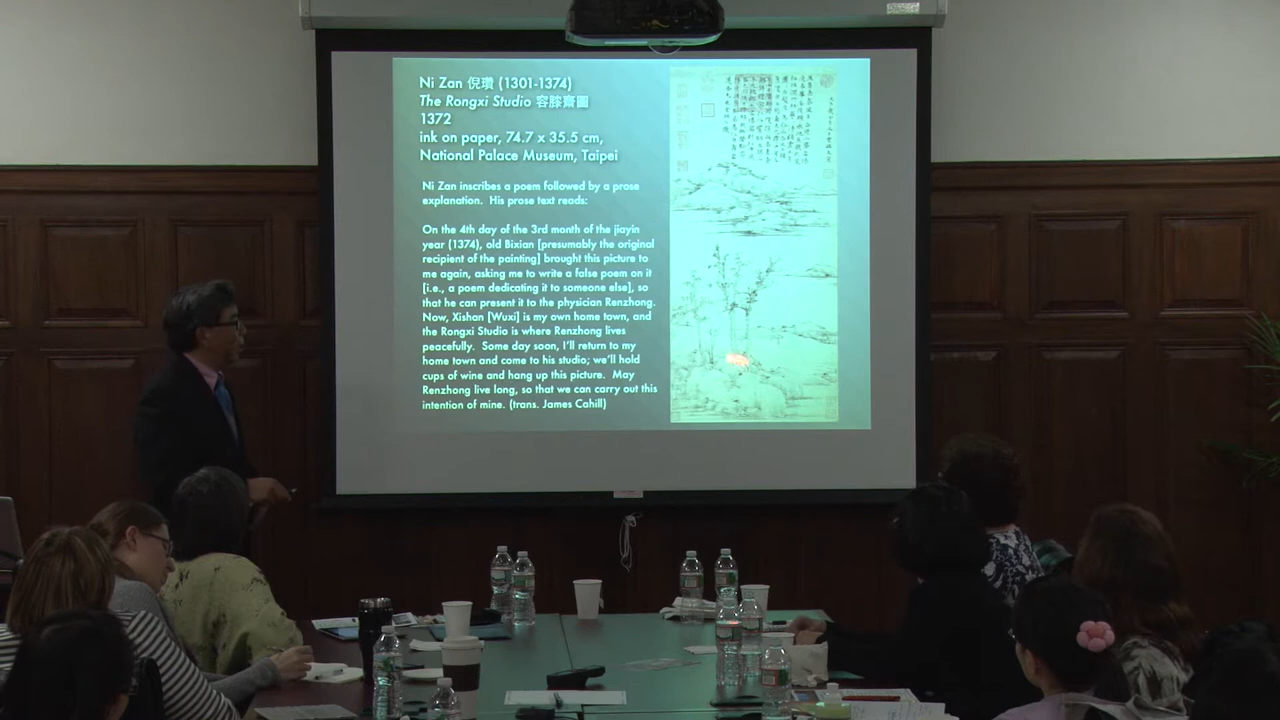 Ni Zan 倪瓚 (1301-1374)
The Rongxi Studio 容膝齋圖
1372
ink on paper, 74.7 x 35.5 cm,
National Palace Museum, Taipei
Ni Zan inscribes a poem followed by a prose
explanation. His prose text reads:
On the 4th day of the 3rd month of the jiayin
year (1374), old Bixian [presumably the original
recipient of the painting] brought this picture to
me again, asking me to write a false poem on it
[i.e., a poem dedicating it to someone else], so
that he can present it to the physician Renzhong.
Now, Xishan [Wuxi] is my own home town, and
the Rongxi Studio is where Renzhong lives
peacefully. Some day soon, I'll return to my
home town and come to his studio; we'll hold
cups of wine and hang up this picture. May
Renzhong live long, so that we can carry out this
intention of mine. (trans. James Cahill)